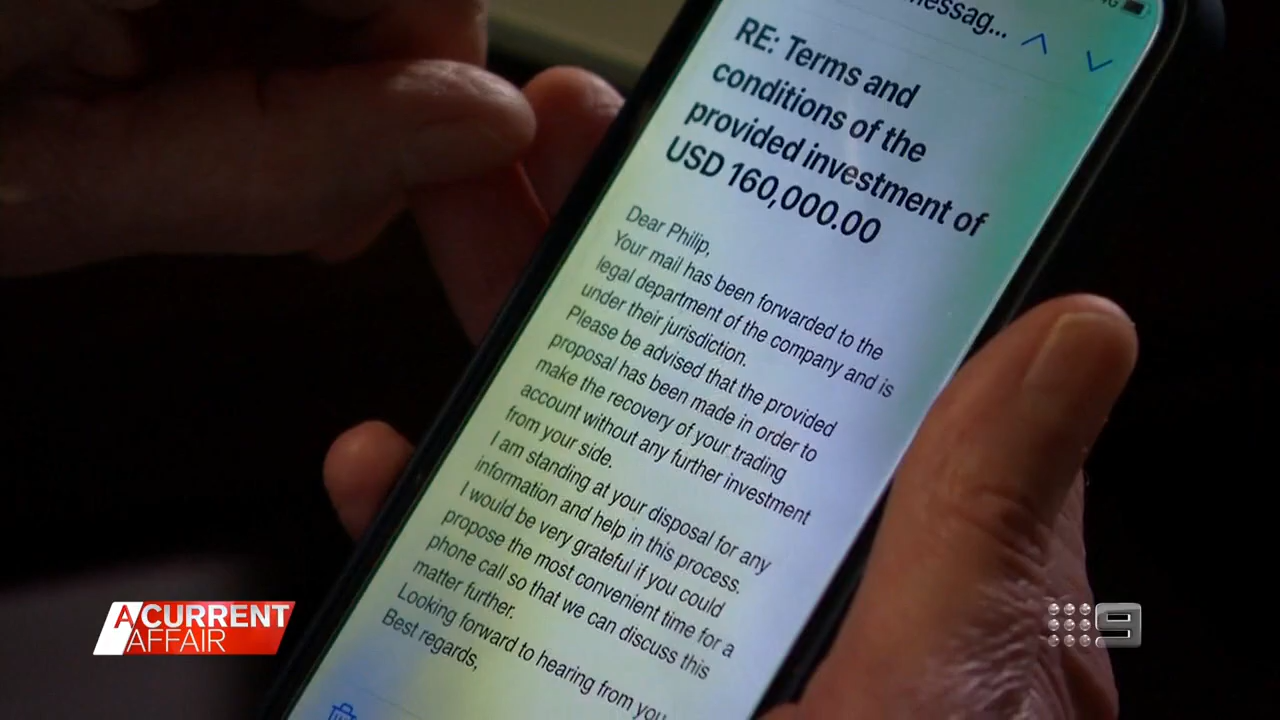 messag...
RE: Terms and
conditions of the
provided investment of
USD 160,000.00
Dear Philip,
Your mail has been forwarded to the
legal department of the company and is
under their jurisdiction.
Please be advised that the provided
proposal has been made in order to
make the recovery of your trading
account without any further investment
from your side.
I am standing at your disposal for any
information and help in this process.
I would be very grateful if you could
propose the most convenient time for a
phone call so that we can discuss this
matter further.
Looking forward to hearing from you
Best regards,
A CURRENT
AFFAIR
9